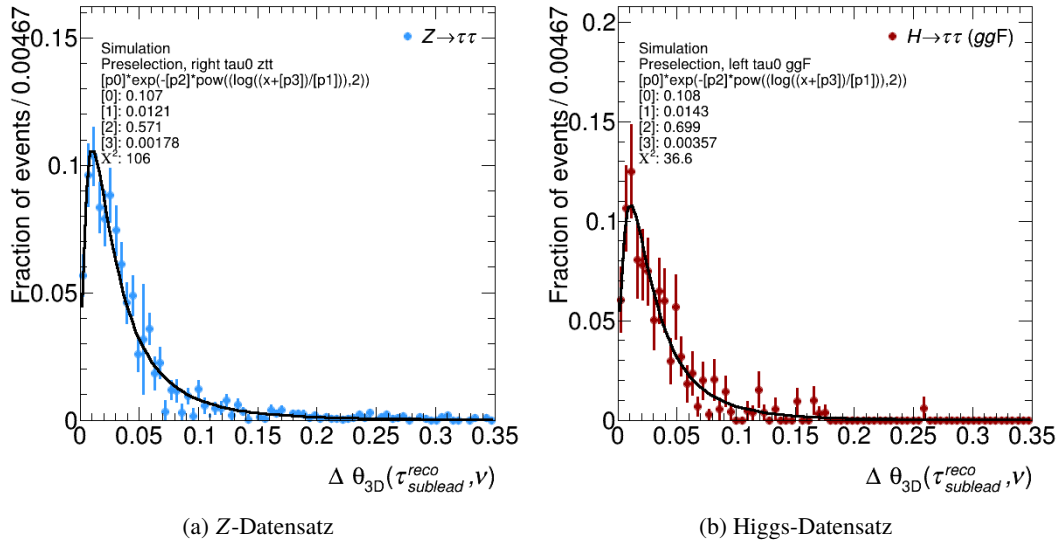 Fraction of events / 0.00467
0.15
0.1
0.05
0
Z→ττ
Simulation
Preselection, right tau0 ztt
[p0]*exp(-[p2]*pow((log((x+[p3])/[p1])),2))
[0]: 0.107
[1]: 0.0121
[2]: 0.571
[3]: 0.00178
X²: 106
0 0.05 0.1 0.15 0.2 0.25 0.3 0.35
Δ θ3D(τ reco sublead ,ν)
(a) Z-Datensatz
Fraction of events / 0.00467
0.2
0.15
0.1
0.05
0
H→ττ (ggF)
Simulation
Preselection, left tau0 ggF
[p0]*exp(-[p2]*pow((log((x+[p3])/[p1])),2))
[0]: 0.108
[1]: 0.0143
[2]: 0.699
[3]: 0.00357
X²: 36.6
0 0.05 0.1 0.15 0.2 0.25 0.3 0.35
Δ θ3D(τ reco sublead ,ν)
(b) Higgs-Datensatz